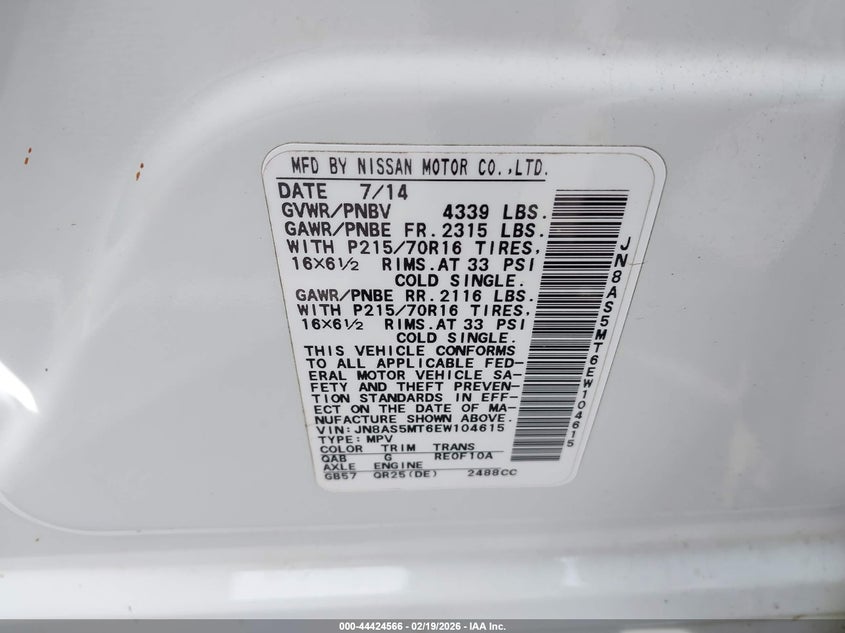 MFD BY NISSAN MOTOR CO.,LTD.
DATE 7/14
GVWR/PNBV 4339 LBS.
GAWR/PNBE FR. 2315 LBS.
WITH P215/70R16 TIRES,
16×6½ RIMS.AT 33 PSI
COLD SINGLE.
GAWR/PNBE RR. 2116 LBS.
WITH P215/70R16 TIRES,
16×6½ RIMS.AT 33 PSI
COLD SINGLE.
THIS VEHICLE CONFORMS
TO ALL APPLICABLE FED-
ERAL MOTOR VEHICLE SA-
FETY AND THEFT PREVEN-
TION STANDARDS IN EFF-
ECT ON THE DATE OF MA-
NUFACTURE SHOWN ABOVE.
VIN:JN8AS5MT6EW104615
TYPE: MPV
COLOR TRIM TRANS
QAB G RE0F10A
AXLE ENGINE
GB57 QR25(DE) 2488CC
JN8AS5MT6EW104615
000-44424566 - 02/19/2026 - IAA Inc.